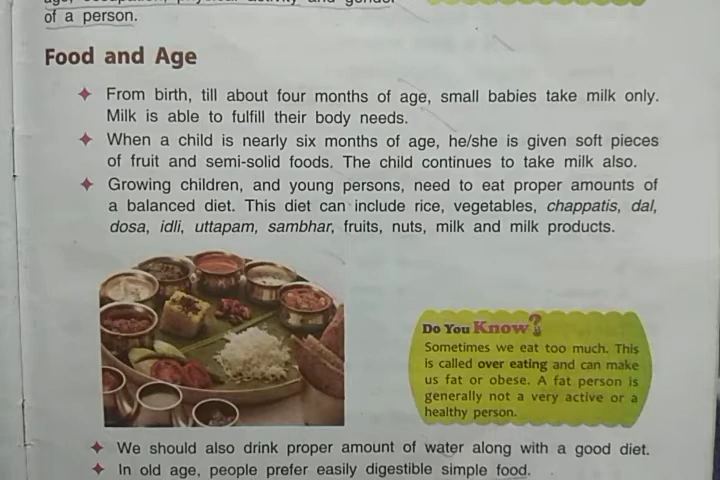 of a person.
Food and Age
✦ From birth, till about four months of age, small babies take milk only.
Milk is able to fulfill their body needs.
✦ When a child is nearly six months of age, he/she is given soft pieces
of fruit and semi-solid foods. The child continues to take milk also.
✦ Growing children, and young persons, need to eat proper amounts of
a balanced diet. This diet can include rice, vegetables, chappatis, dal,
dosa, idli, uttapam, sambhar, fruits, nuts, milk and milk products.
Do You Know?
Sometimes we eat too much. This
is called over eating and can make
us fat or obese. A fat person is
generally not a very active or a
healthy person.
✦ We should also drink proper amount of water along with a good diet.
✦ In old age, people prefer easily digestible simple food.